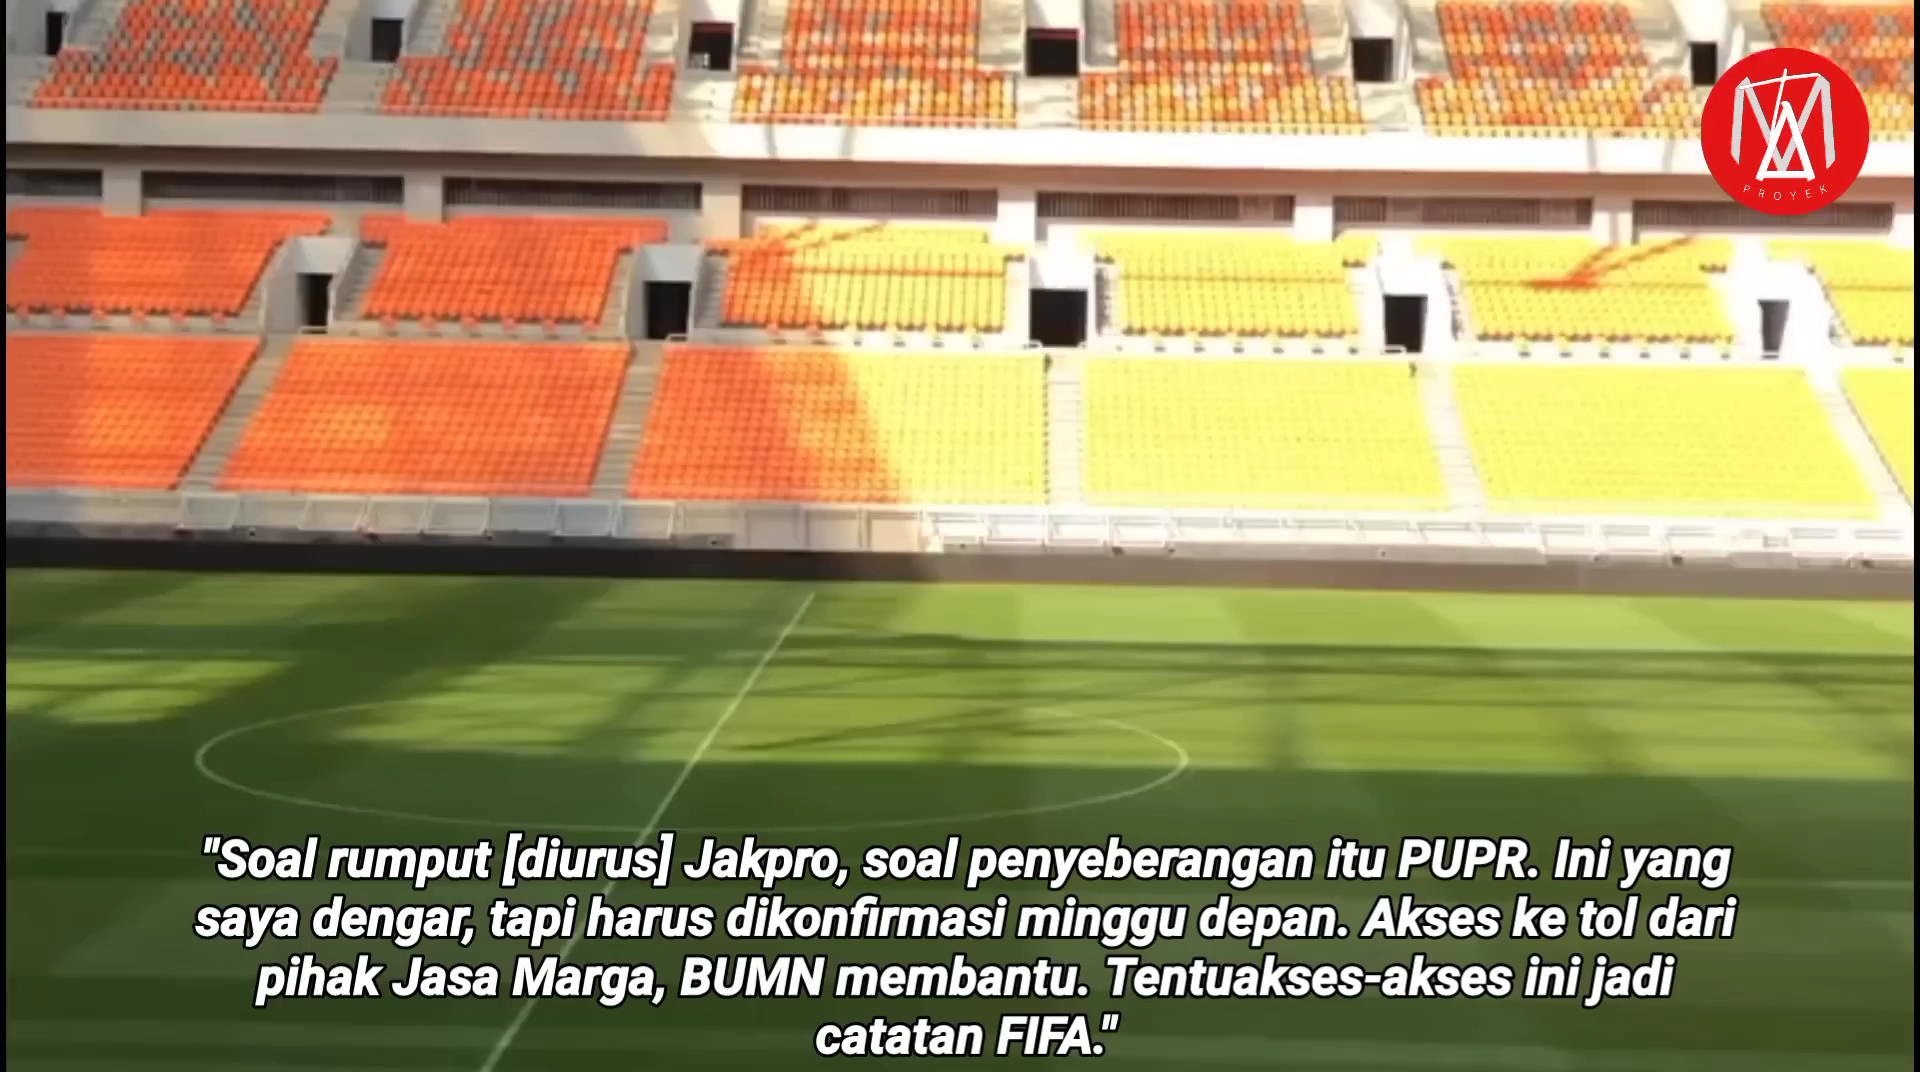 PROYEK
"Soal rumput [diurus] Jakpro, soal penyeberangan itu PUPR. Ini yang
saya dengar, tapi harus dikonfirmasi minggu depan. Akses ke tol dari
pihak Jasa Marga, BUMN membantu. Tentuakses-akses ini jadi
catatan FIFA."